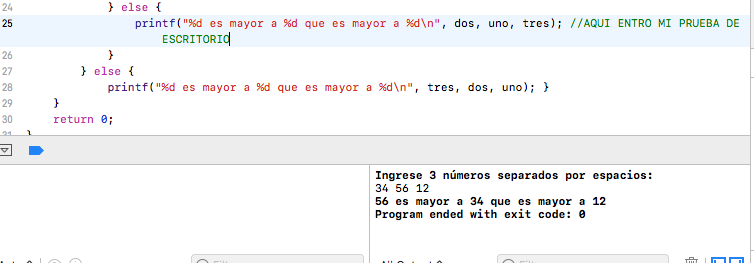 24 } else {
25 printf("%d es mayor a %d que es mayor a %d\n", dos, uno, tres); //AQUI ENTRO MI PRUEBA DE
ESCRITORIO
26 }
27 } else {
28 printf("%d es mayor a %d que es mayor a %d\n", tres, dos, uno); }
29 }
30 return 0;
31 }
Ingrese 3 números separados por espacios:
34 56 12
56 es mayor a 34 que es mayor a 12
Program ended with exit code: 0